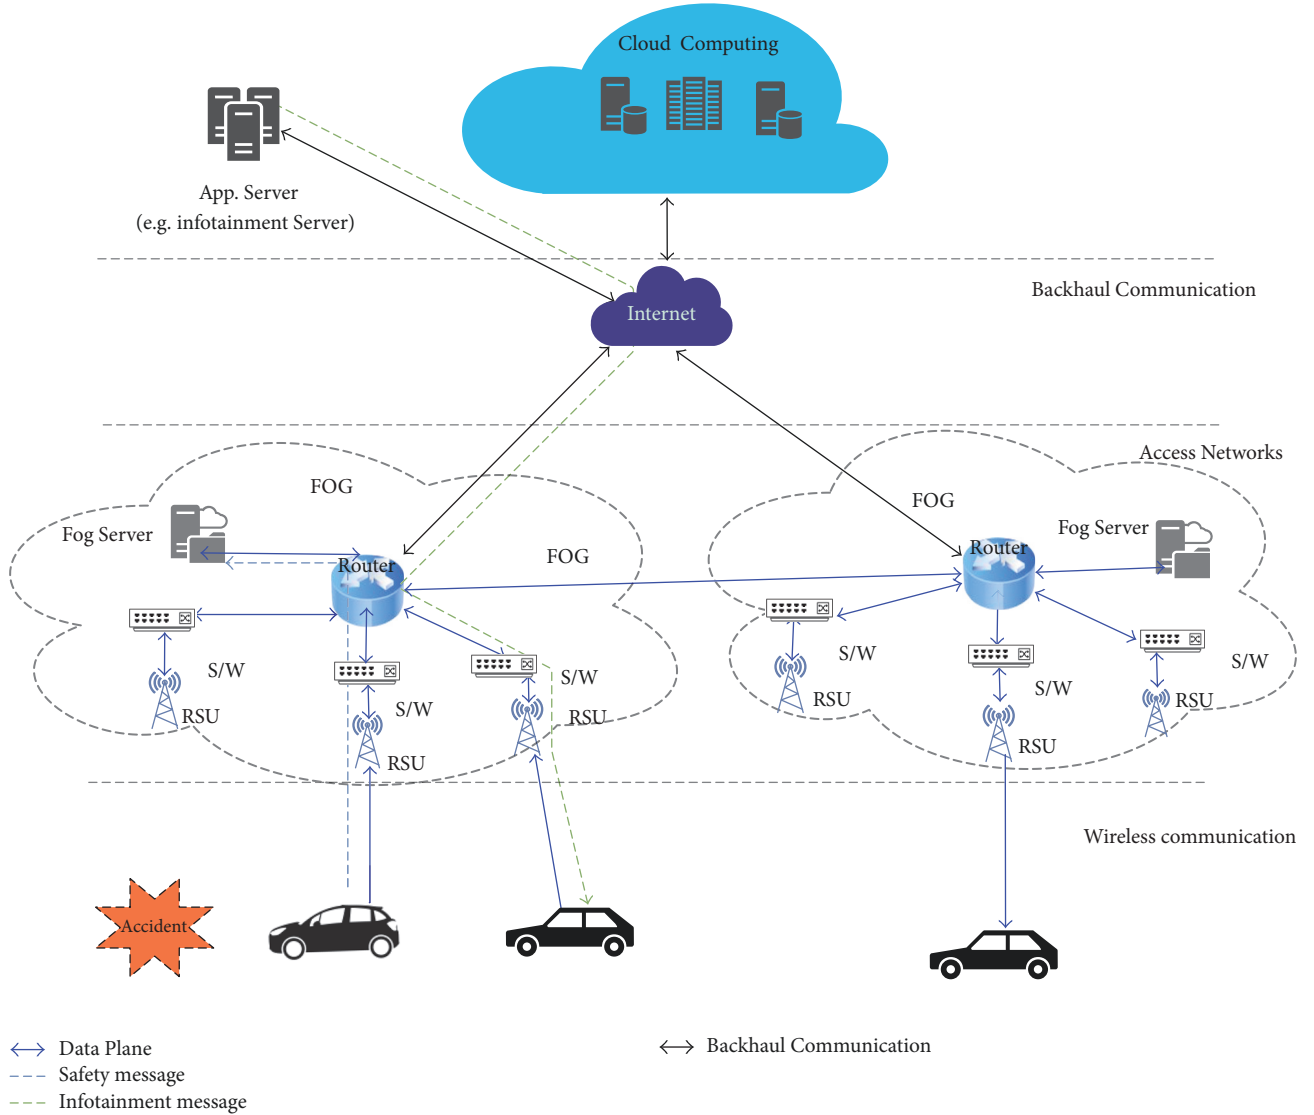 Cloud Computing
App. Server
(e.g. infotainment Server)
Backhaul Communication
Internet
Access Networks
FOG
FOG
Fog Server
Fog Server
Router
FOG
Router
S/W
S/W
S/W
S/W
S/W
S/W
RSU
RSU
RSU
RSU
RSU
RSU
Wireless communication
Accident
Data Plane
Backhaul Communication
Safety message
Infotainment message